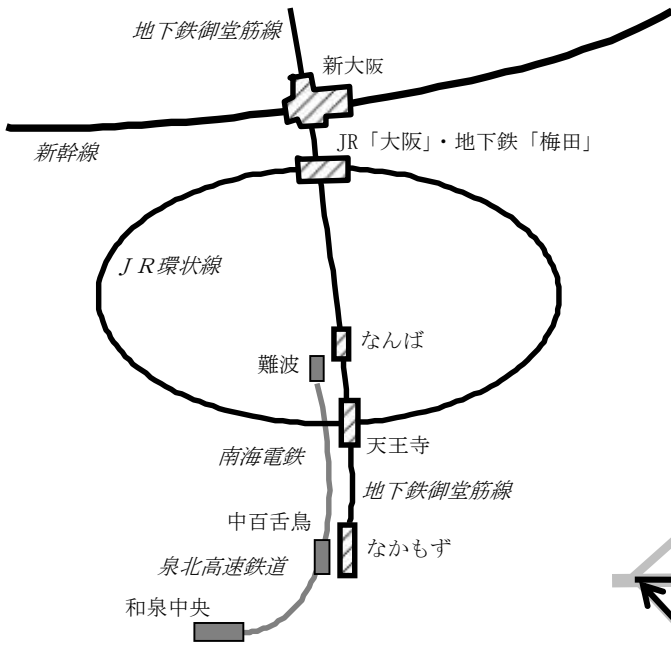 地下鉄御堂筋線
新大阪
新幹線
JR「大阪」・地下鉄「梅田」
ＪＲ環状線
なんば
難波
天王寺
南海電鉄
地下鉄御堂筋線
中百舌鳥
なかもず
泉北高速鉄道
和泉中央